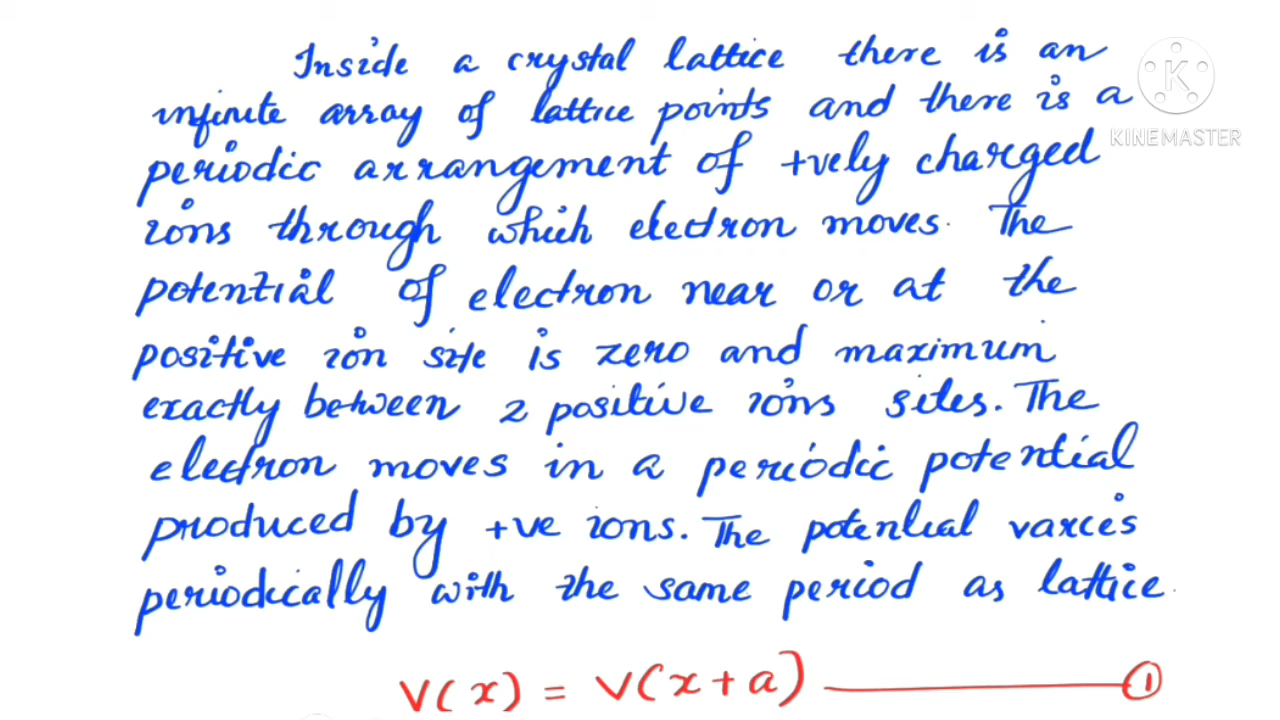 Inside a crystal lattice there is an
infinite array of lattice points and there is a
periodic arrangement of +vely charged
ions through which electron moves. The
potential of electron near or at the
positive ion site is zero and maximum
exactly between 2 positive ions sites. The
electron moves in a periodic potential
produced by +ve ions. The potential varies
periodically with the same period as lattice.
V(x) = V(x+a) ——— ①
K
KINEMASTER